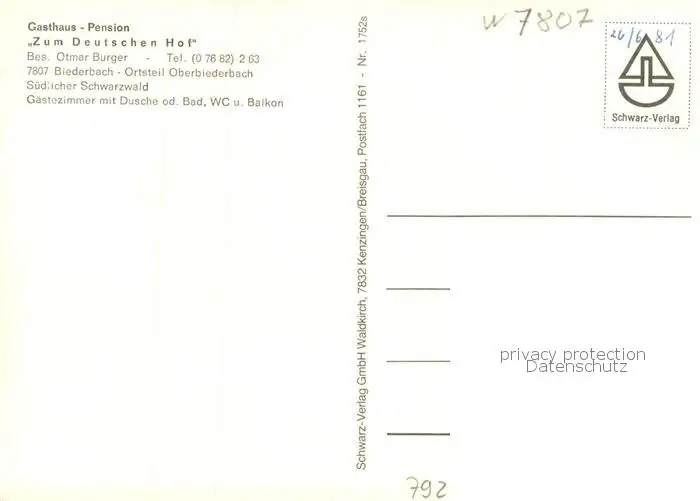 Gasthaus - Pension
„Zum Deutschen Hof“
Bes. Otmar Burger - Tel. (0 76 82) 2 63
7807 Biederbach - Ortsteil Oberbiederbach
Südlicher Schwarzwald
Gästezimmer mit Dusche od. Bad, WC u. Balkon
Schwarz-Verlag GmbH Waldkirch, 7832 Kenzingen/Breisgau, Postfach 1161 - Nr. 1752s
W 7807
26/6 81
Schwarz-Verlag
privacy protection
Datenschutz
792